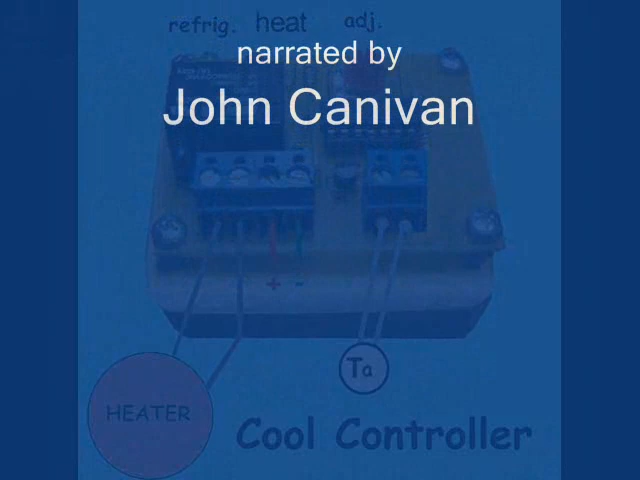 refrig. heat adj.
narrated by
John Canivan
+ -
HEATER
Ta
Cool Controller